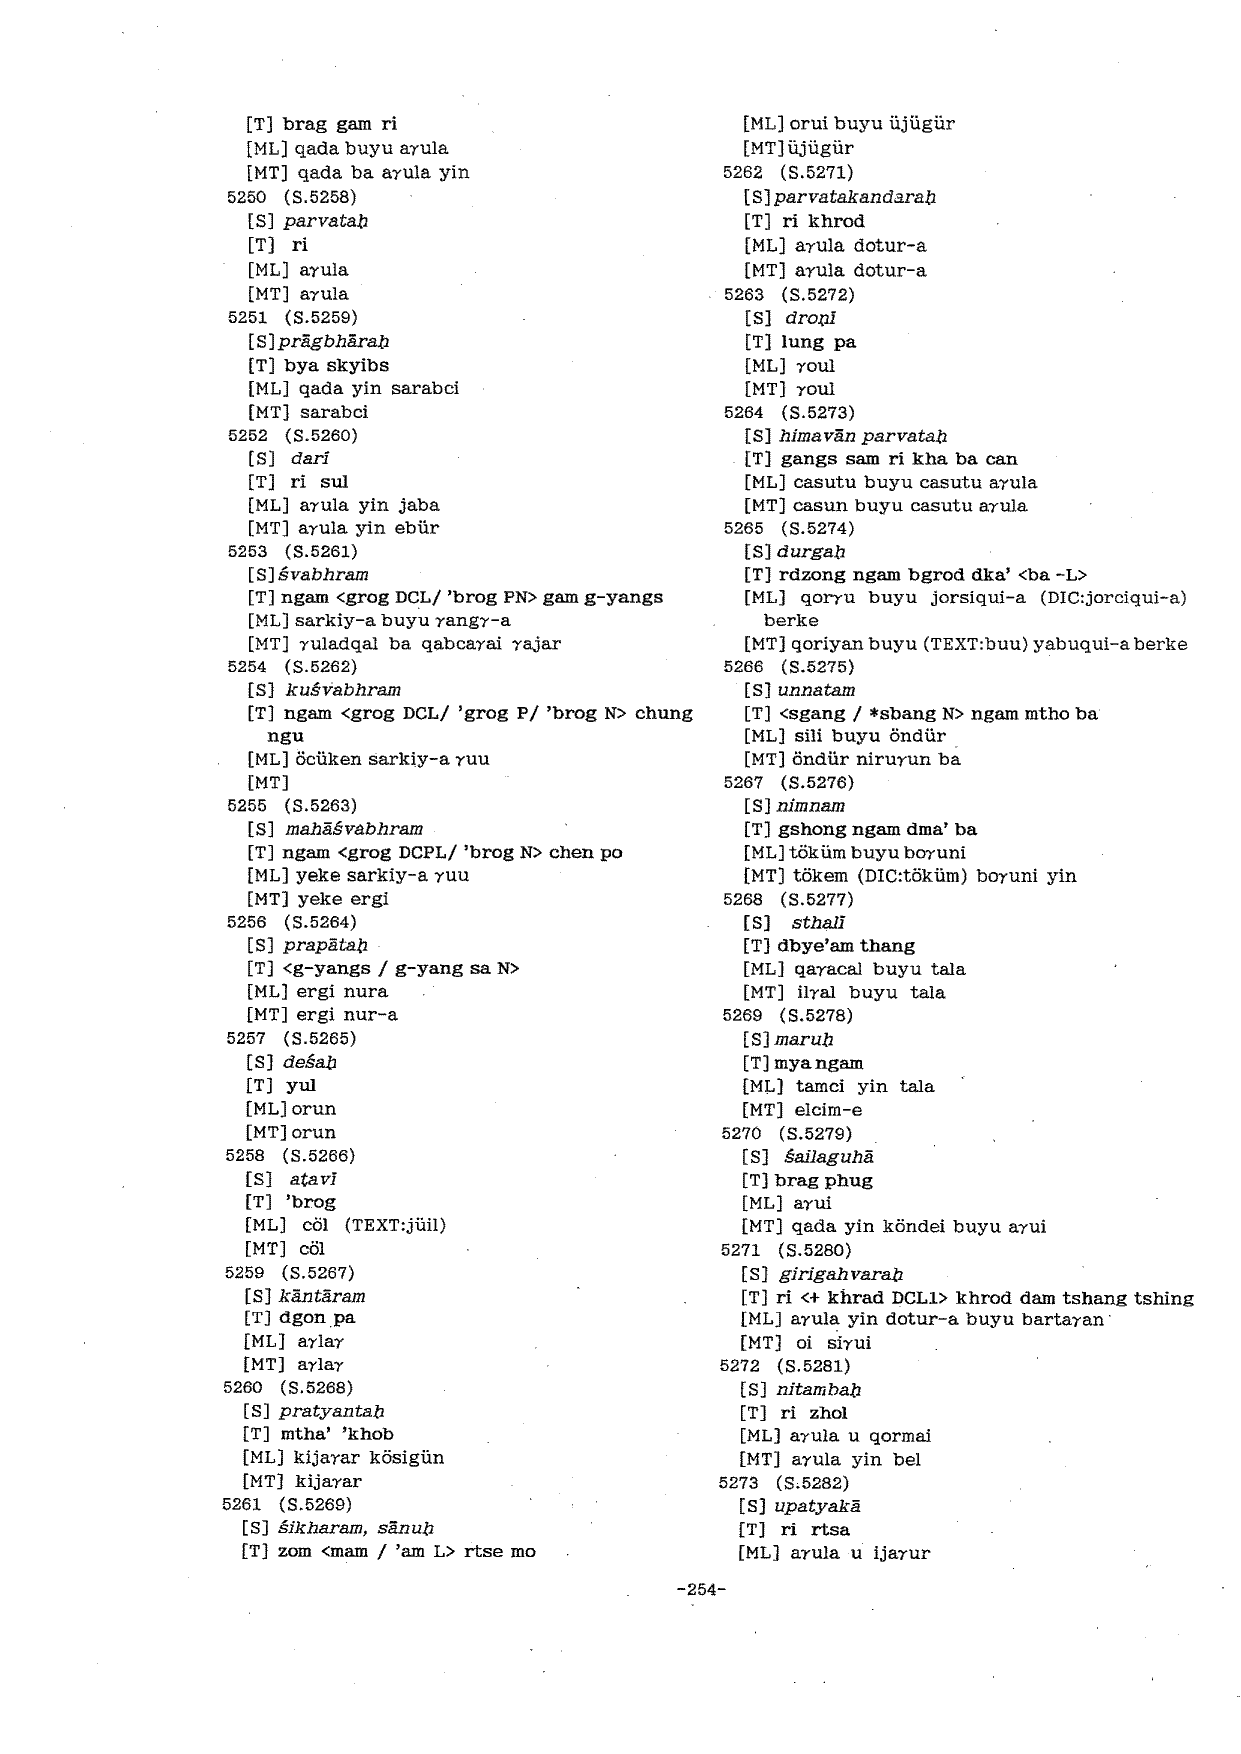 [T] brag gam ri
[ML] qada buyu aγula
[MT] qada ba aγula yin
5250 (S.5258)
[S] parvataḥ
[T] ri
[ML] aγula
[MT] aγula
5251 (S.5259)
[S] prāgbhāraḥ
[T] bya skyibs
[ML] qada yin sarabci
[MT] sarabci
5252 (S.5260)
[S] darī
[T] ri sul
[ML] aγula yin jaba
[MT] aγula yin ebür
5253 (S.5261)
[S] śvabhram
[T] ngam <grog DCL/ 'brog PN> gam g-yangs
[ML] sarkiy-a buyu γangγ-a
[MT] γuladqal ba qabcaγai γajar
5254 (S.5262)
[S] kuśvabhram
[T] ngam <grog DCL/ 'grog P/ 'brog N> chung
ngu
[ML] öcüken sarkiy-a γuu
[MT]
5255 (S.5263)
[S] mahāśvabhram
[T] ngam <grog DCPL/ 'brog N> chen po
[ML] yeke sarkiy-a γuu
[MT] yeke ergi
5256 (S.5264)
[S] prapātaḥ
[T] <g-yangs / g-yang sa N>
[ML] ergi nura
[MT] ergi nur-a
5257 (S.5265)
[S] deśaḥ
[T] yul
[ML] orun
[MT] orun
5258 (S.5266)
[S] aṭavī
[T] 'brog
[ML] cöl (TEXT:jüil)
[MT] cöl
5259 (S.5267)
[S] kāntāram
[T] dgon pa
[ML] aγlaγ
[MT] aγlaγ
5260 (S.5268)
[S] pratyantaḥ
[T] mtha' 'khob
[ML] kijaγar kösigün
[MT] kijaγar
5261 (S.5269)
[S] śikharam, sānuḥ
[T] zom <mam / 'am L> rtse mo
[ML] orui buyu üjügür
[MT] üjügür
5262 (S.5271)
[S] parvatakandaraḥ
[T] ri khrod
[ML] aγula dotur-a
[MT] aγula dotur-a
5263 (S.5272)
[S] droṇī
[T] lung pa
[ML] γoul
[MT] γoul
5264 (S.5273)
[S] himavān parvataḥ
[T] gangs sam ri kha ba can
[ML] casutu buyu casutu aγula
[MT] casun buyu casutu aγula
5265 (S.5274)
[S] durgaḥ
[T] rdzong ngam bgrod dka' <ba -L>
[ML] qorγu buyu jorsiqui-a (DIC:jorciqui-a)
berke
[MT] qoriyan buyu (TEXT:buu) yabuqui-a berke
5266 (S.5275)
[S] unnatam
[T] <sgang / *sbang N> ngam mtho ba
[ML] sili buyu öndür
[MT] öndür niruγun ba
5267 (S.5276)
[S] nimnam
[T] gshong ngam dma' ba
[ML] töküm buyu boγuni
[MT] tökem (DIC:töküm) boγuni yin
5268 (S.5277)
[S] sthalī
[T] dbye'am thang
[ML] qaγacal buyu tala
[MT] ilγal buyu tala
5269 (S.5278)
[S] maruḥ
[T] mya ngam
[ML] tamci yin tala
[MT] elcim-e
5270 (S.5279)
[S] śailaguhā
[T] brag phug
[ML] aγui
[MT] qada yin köndei buyu aγui
5271 (S.5280)
[S] girigahvaraḥ
[T] ri <+ khrad DCL1> khrod dam tshang tshing
[ML] aγula yin dotur-a buyu bartaγan
[MT] oi siγui
5272 (S.5281)
[S] nitambaḥ
[T] ri zhol
[ML] aγula u qormai
[MT] aγula yin bel
5273 (S.5282)
[S] upatyakā
[T] ri rtsa
[ML] aγula u ijaγur
-254-